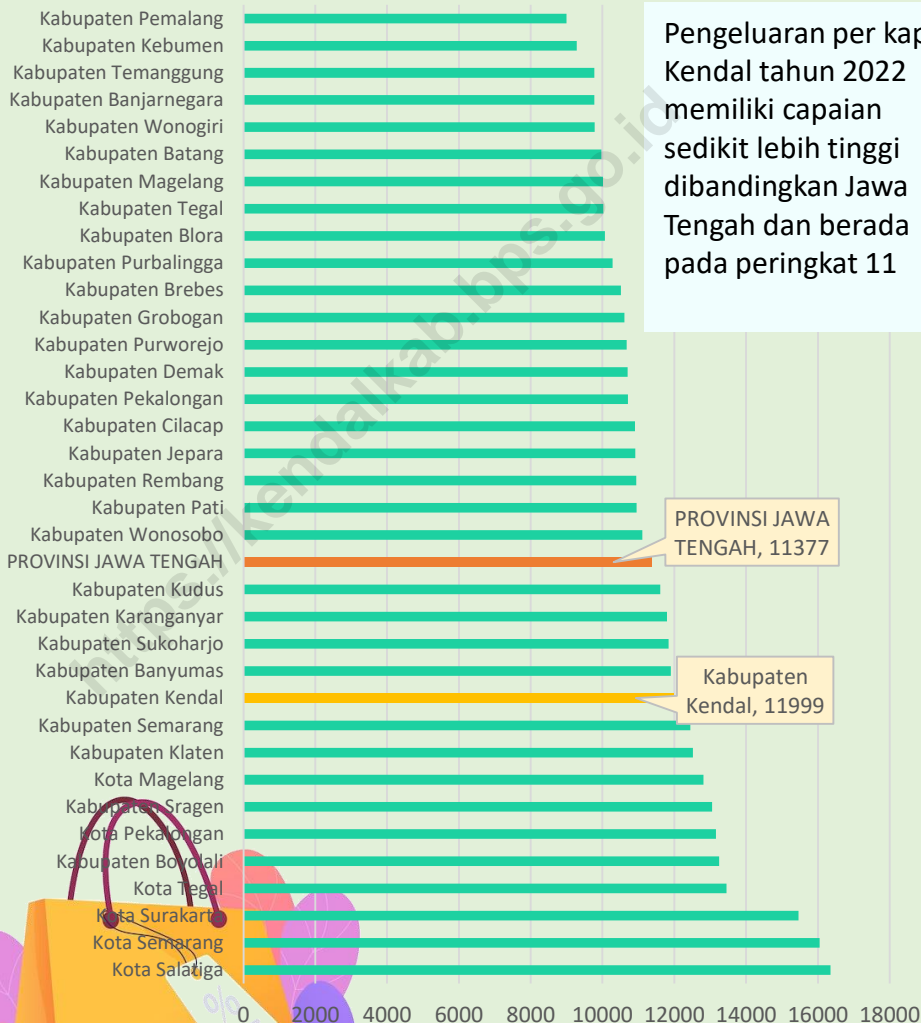 Kabupaten Pemalang
Kabupaten Kebumen
Kabupaten Temanggung
Kabupaten Banjarnegara
Kabupaten Wonogiri
Kabupaten Batang
Kabupaten Magelang
Kabupaten Tegal
Kabupaten Blora
Kabupaten Purbalingga
Kabupaten Brebes
Kabupaten Grobogan
Kabupaten Purworejo
Kabupaten Demak
Kabupaten Pekalongan
Kabupaten Cilacap
Kabupaten Jepara
Kabupaten Rembang
Kabupaten Pati
Kabupaten Wonosobo
PROVINSI JAWA TENGAH
Kabupaten Kudus
Kabupaten Karanganyar
Kabupaten Sukoharjo
Kabupaten Banyumas
Kabupaten Kendal
Kabupaten Semarang
Kabupaten Klaten
Kota Magelang
Kabupaten Sragen
Kota Pekalongan
Kabupaten Boyolali
Kota Tegal
Kota Surakarta
Kota Semarang
Kota Salatiga
0 2000 4000 6000 8000 10000 12000 14000 16000 18000
Pengeluaran per kap
Kendal tahun 2022
memiliki capaian
sedikit lebih tinggi
dibandingkan Jawa
Tengah dan berada
pada peringkat 11
PROVINSI JAWA
TENGAH, 11377
Kabupaten
Kendal, 11999
https://kendalkab.bps.go.id
%